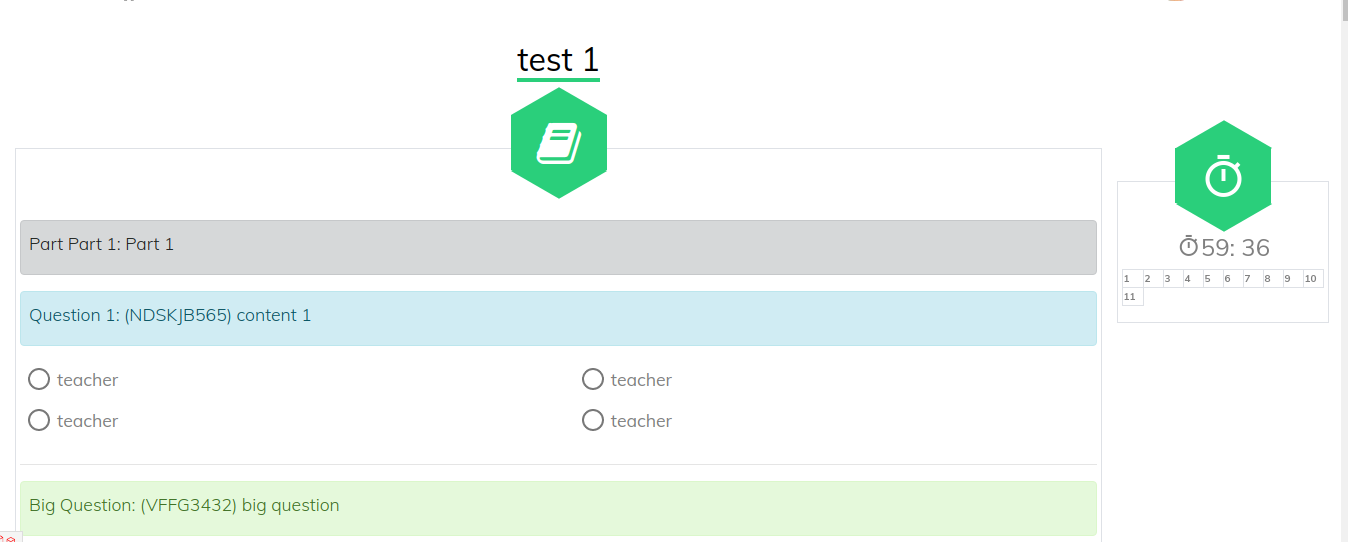 test 1
Part Part 1: Part 1
Question 1: (NDSKJB565) content 1
teacher teacher
teacher teacher
Big Question: (VFFG3432) big question
59: 36
1 2 3 4 5 6 7 8 9 10
11